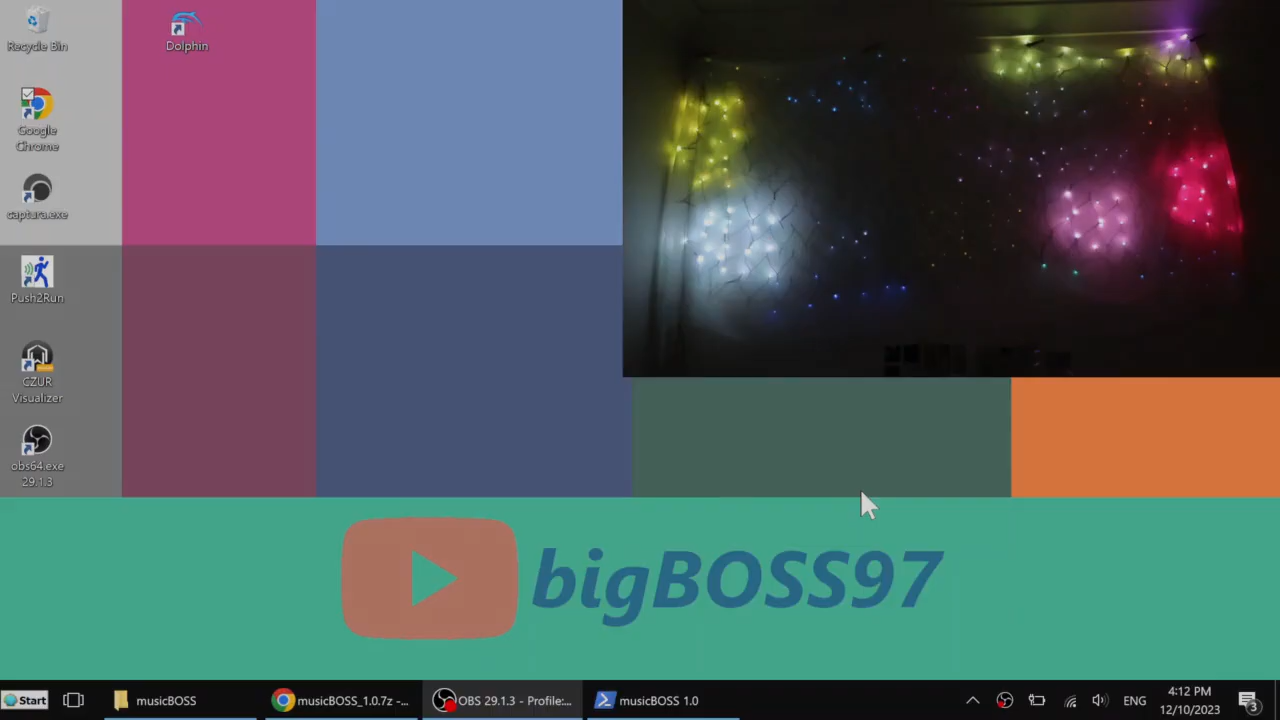 Recycle Bin
Dolphin
Google
Chrome
captura.exe
Push2Run
CZUR
Visualizer
obs64.exe
29.1.3
bigBOSS97
Start
musicBOSS
musicBOSS_1.0.7z -...
OBS 29.1.3 - Profile:...
musicBOSS 1.0
ENG
4:12 PM
12/10/2023
3